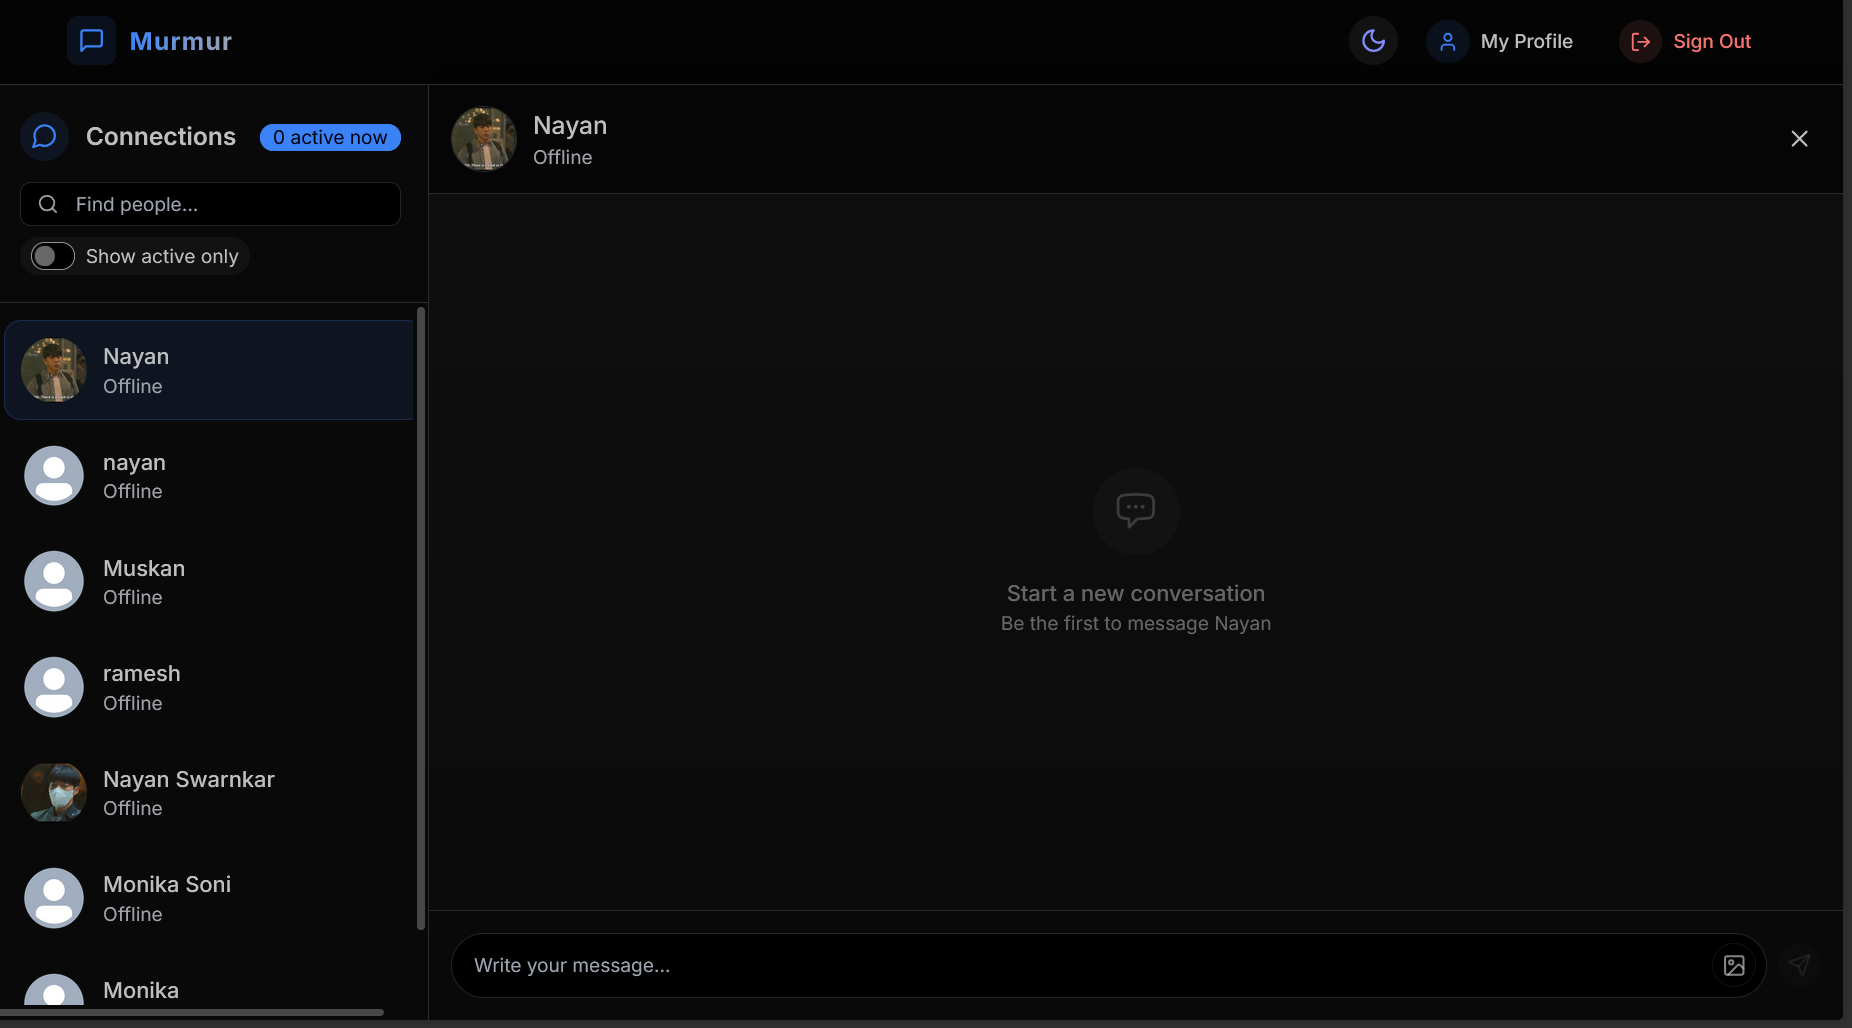 Murmur
My Profile
Sign Out
Connections
0 active now
Find people...
Show active only
Nayan
Offline
nayan
Offline
Muskan
Offline
ramesh
Offline
Nayan Swarnkar
Offline
Monika Soni
Offline
Monika
Nayan
Offline
Start a new conversation
Be the first to message Nayan
Write your message...